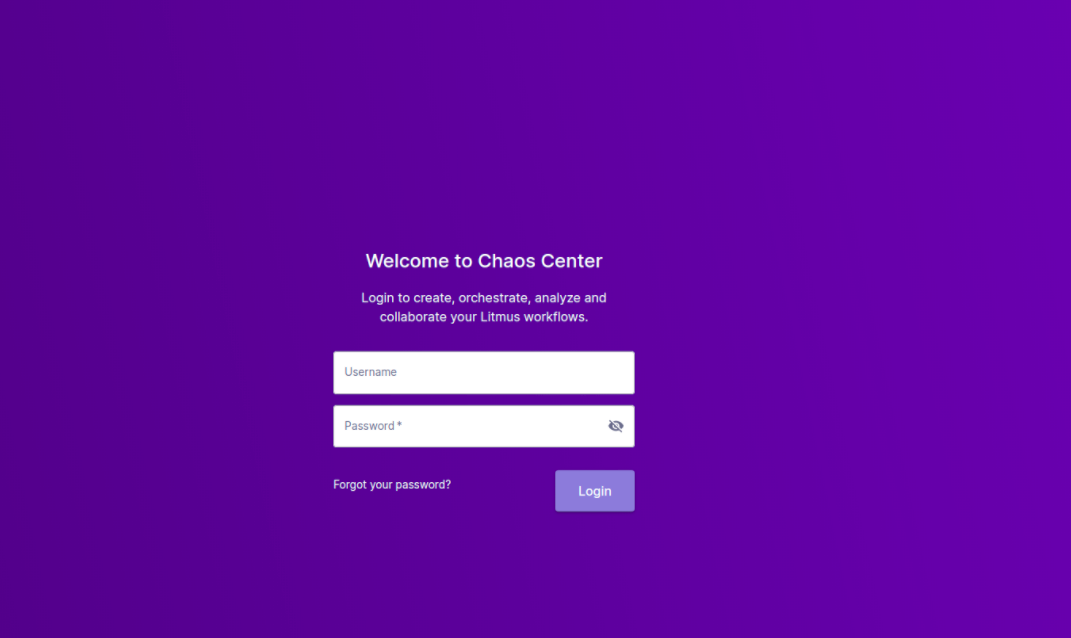 Welcome to Chaos Center
Login to create, orchestrate, analyze and
collaborate your Litmus workflows.
Username
Password *
Forgot your password?
Login